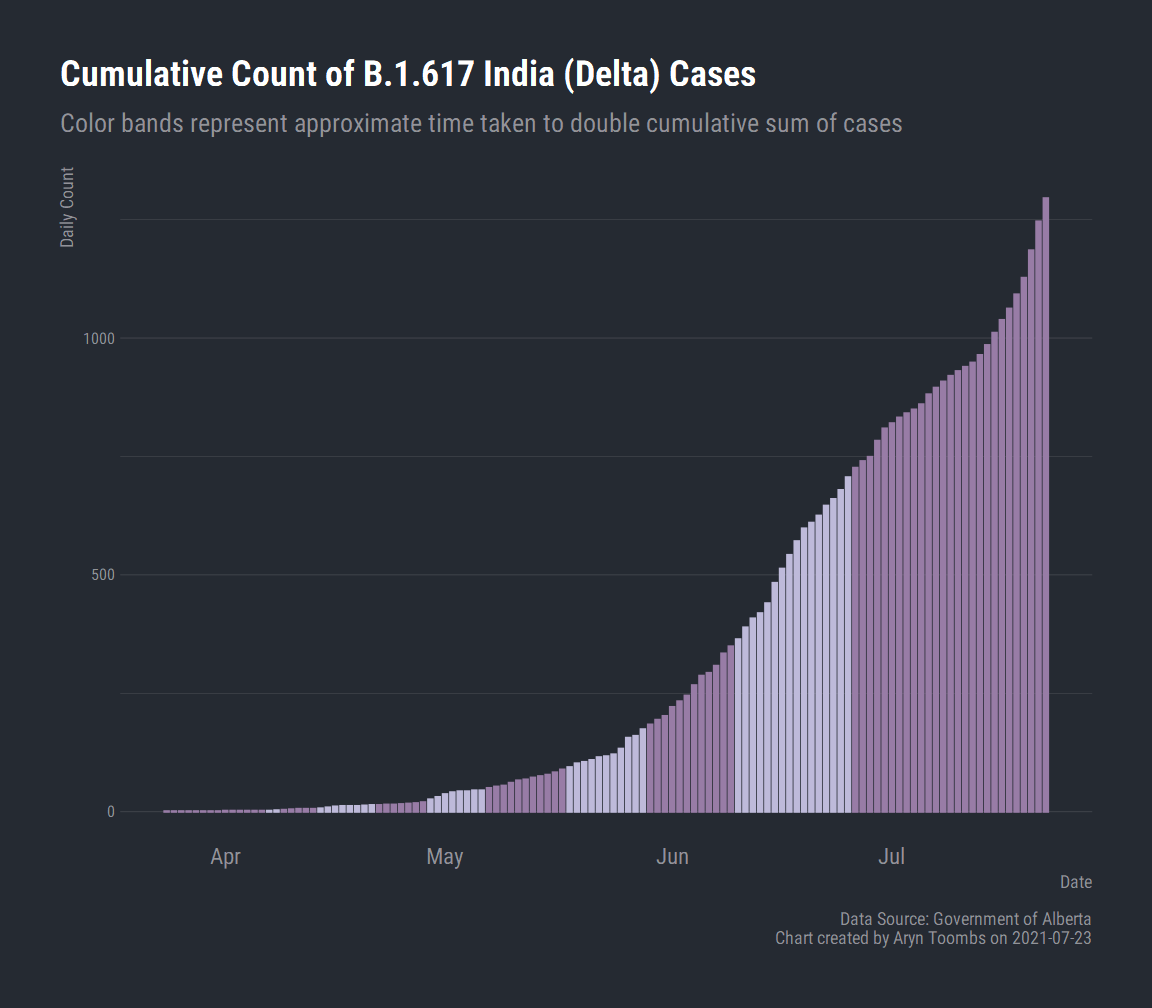 Cumulative Count of B.1.617 India (Delta) Cases
Color bands represent approximate time taken to double cumulative sum of cases
Daily Count
1000
500
0
Apr May Jun Jul
Date
Data Source: Government of Alberta
Chart created by Aryn Toombs on 2021-07-23